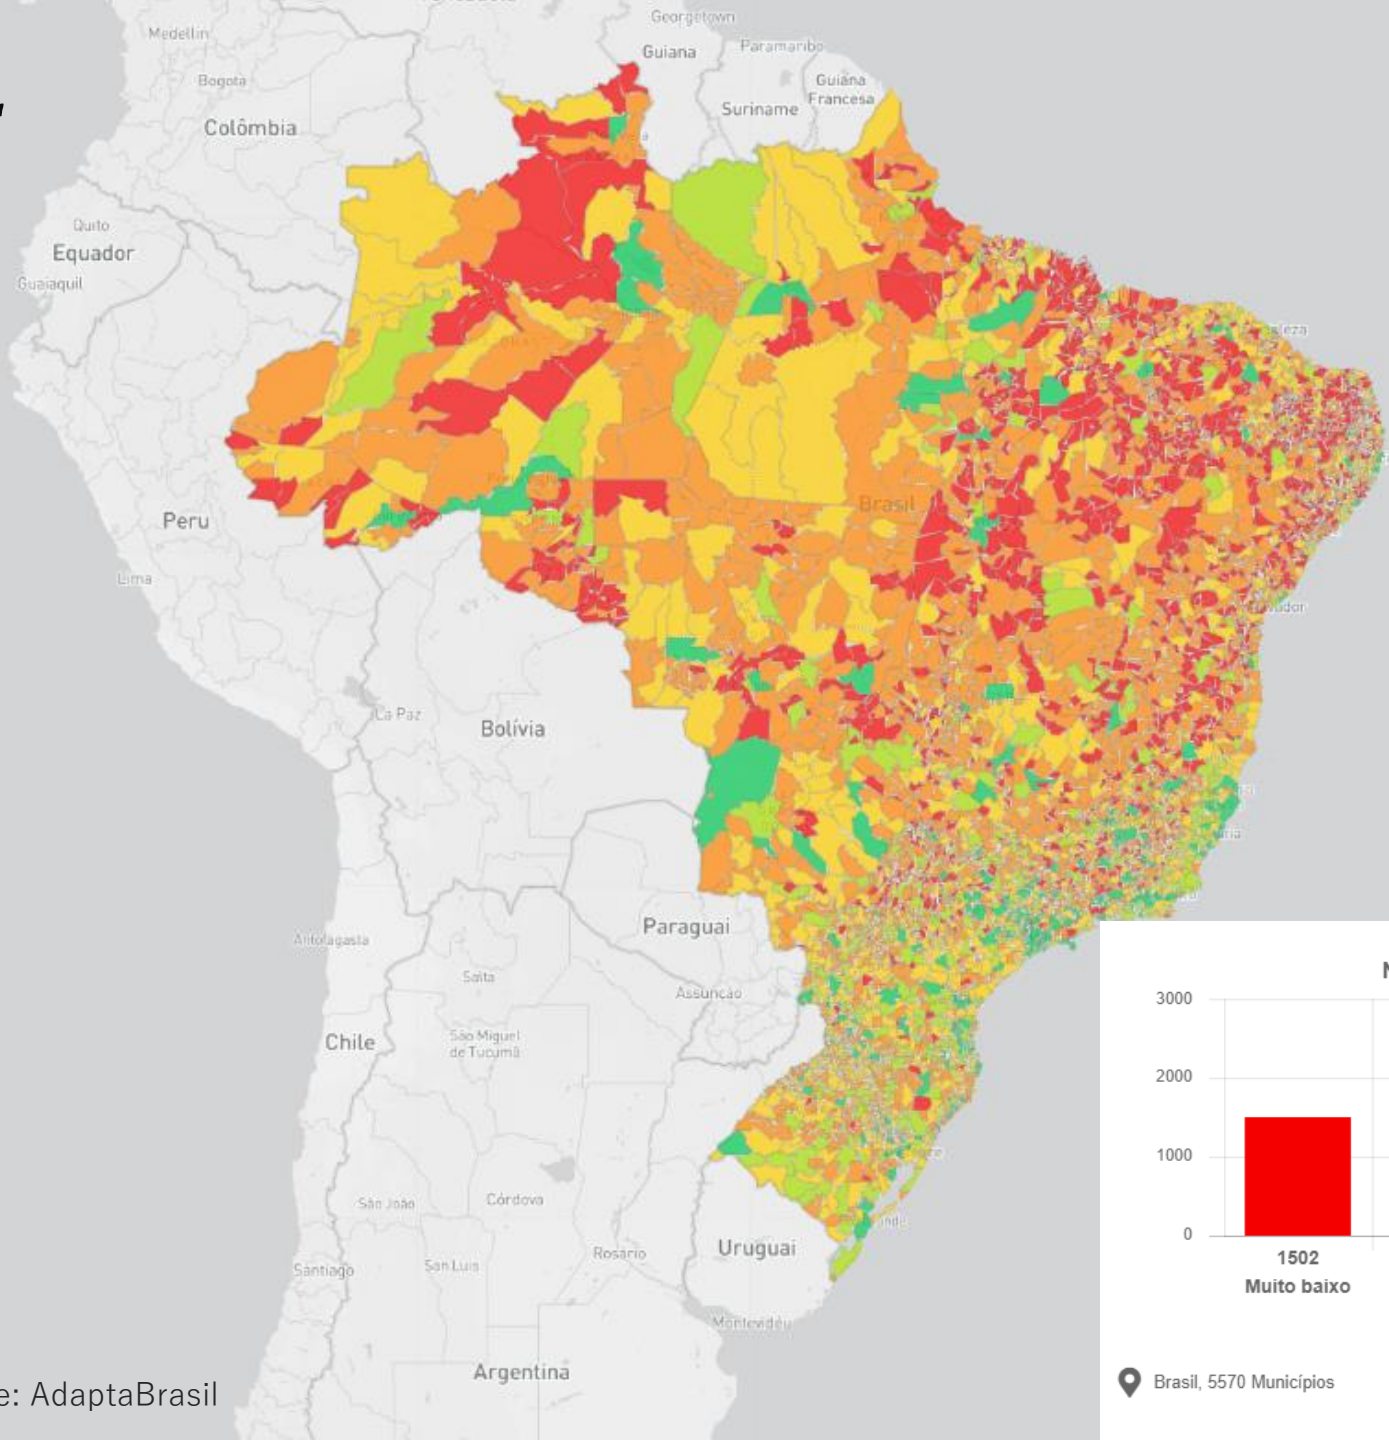 Georgetown
Medellin
Guiana
Paramaribo
Bogota
Guiana
Francesa
Suriname
Colômbia
Quito
Equador
Guaiaquil
Brasil
Peru
Lima
La Paz
Bolívia
Paraguai
Antofagasta
Salta
Assunção
Chile
São Miguel
de Tucumã
São João
Córdova
Uruguai
Rosário
San Luis
Santiago
Montevidéu
Argentina
e: AdaptaBrasil
3000
2000
1000
0
1502
Muito baixo
Brasil, 5570 Municípios